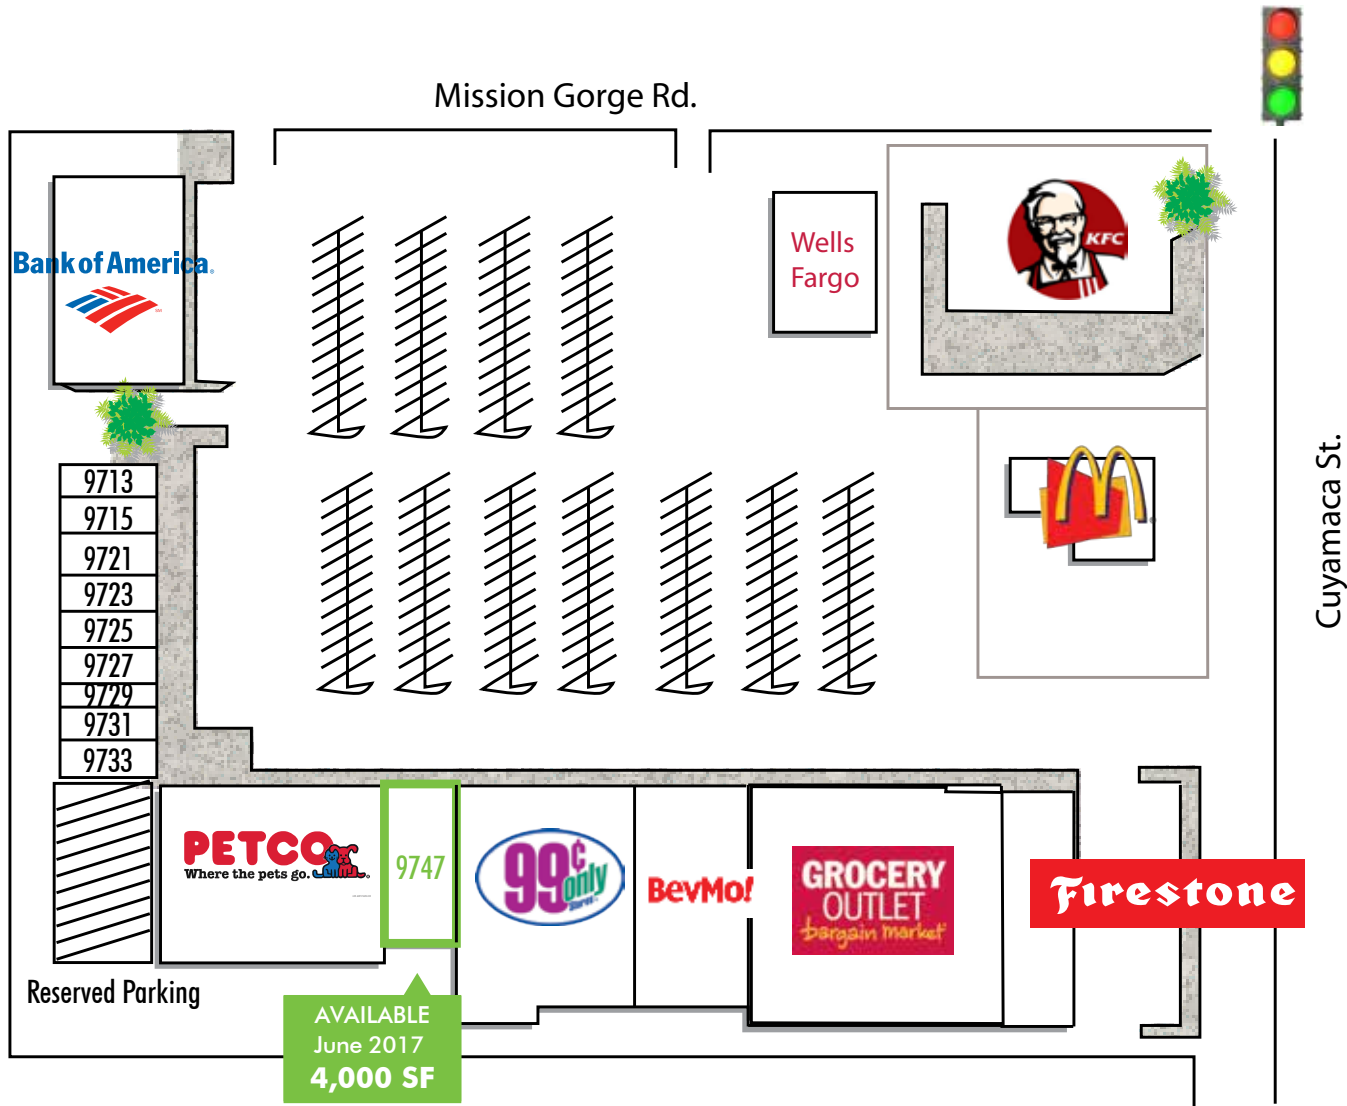 Mission Gorge Rd.
Bank of America
Wells
Fargo
KFC
Cuyamaca St.
9713
9715
9721
9723
9725
9727
9729
9731
9733
PETCO
Where the pets go.
9747
99¢
only
Stores
BevMo!
GROCERY
OUTLET
bargain market
Firestone
Reserved Parking
AVAILABLE
June 2017
4,000 SF